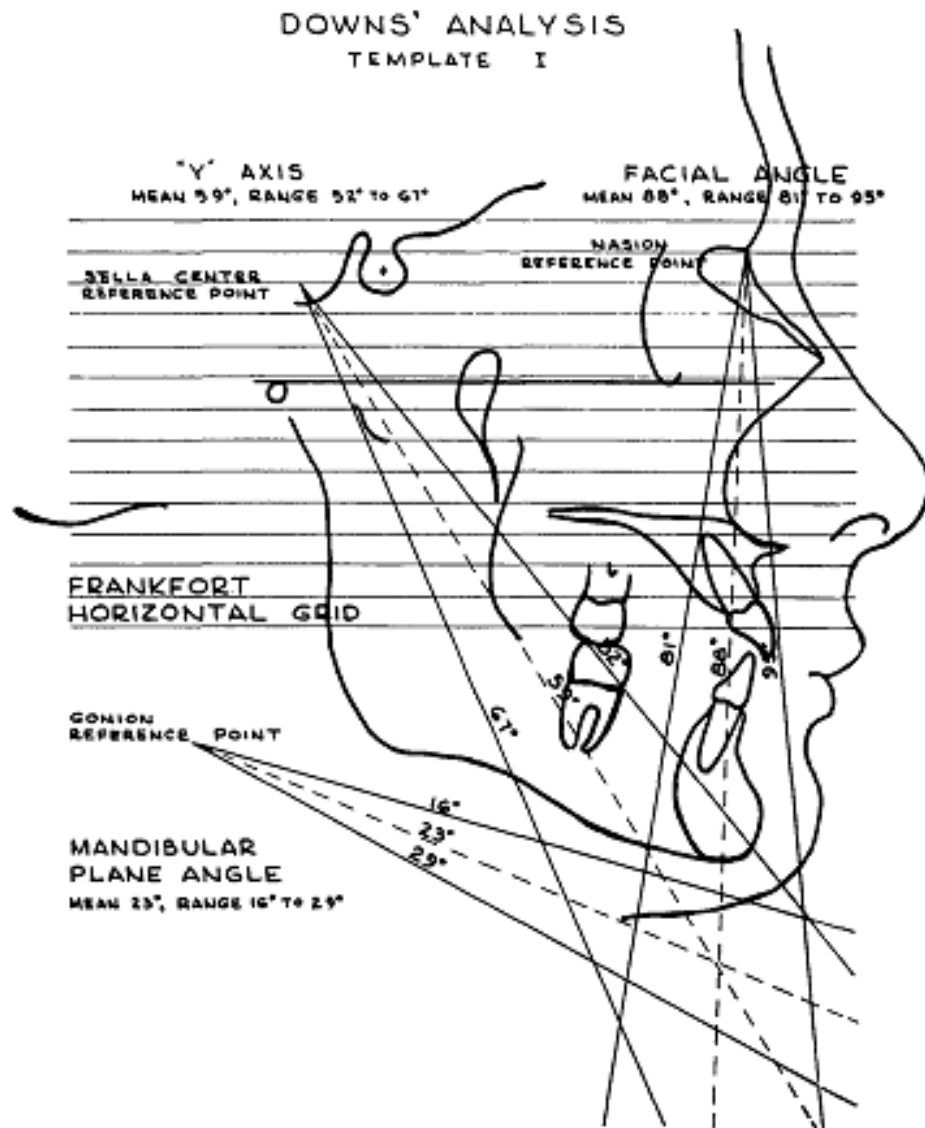 DOWNS' ANALYSIS
TEMPLATE I
"Y" AXIS
MEAN 59°, RANGE 52° TO 67°
FACIAL ANGLE
MEAN 88°, RANGE 81° TO 95°
NASION
REFERENCE POINT
SELLA CENTER
REFERENCE POINT
FRANKFORT
HORIZONTAL GRID
52°
81°
88°
59°
67°
GONION
REFERENCE POINT
16°
23°
29°
MANDIBULAR
PLANE ANGLE
MEAN 23°, RANGE 16° TO 29°